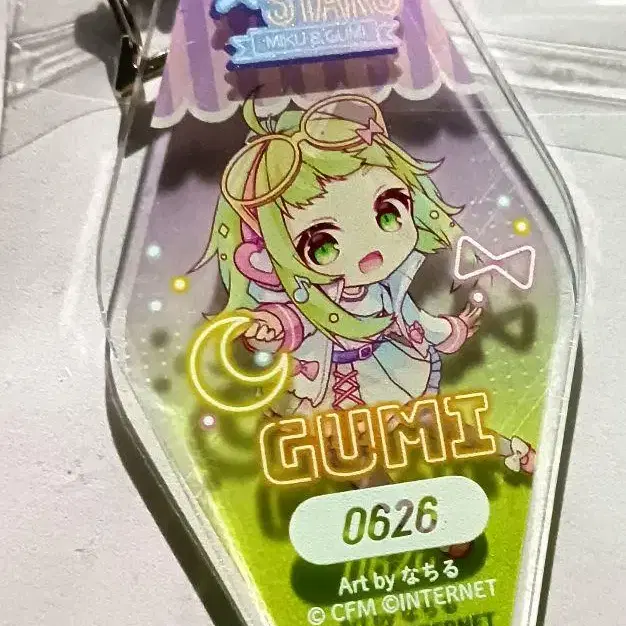 STARS
MIKU & GUMI
GUMI
0626
Art by なちる
© CFM ©INTERNET